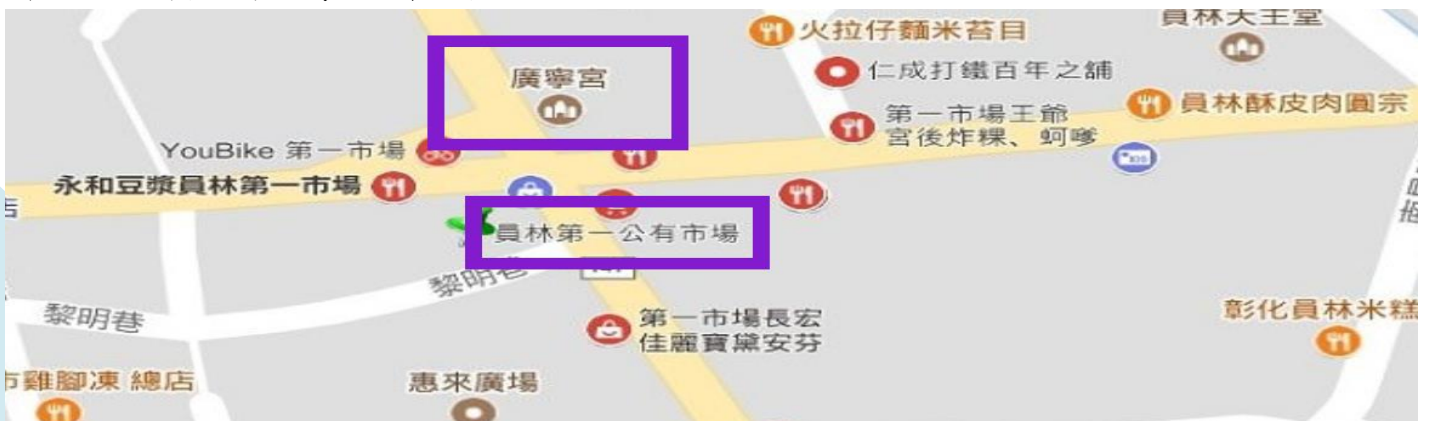 火拉仔麵米苔目
員林天主堂
廣寧宮
仁成打鐵百年之舖
第一市場王爺
宮後炸粿、蚵嗲
員林酥皮肉圓宗
YouBike 第一市場
永和豆漿員林第一市場
店
員林第一公有市場
黎明巷
黎明巷
第一市場長宏
佳麗寶黛安芬
彰化員林米糕
市雞腳凍 總店
惠來廣場